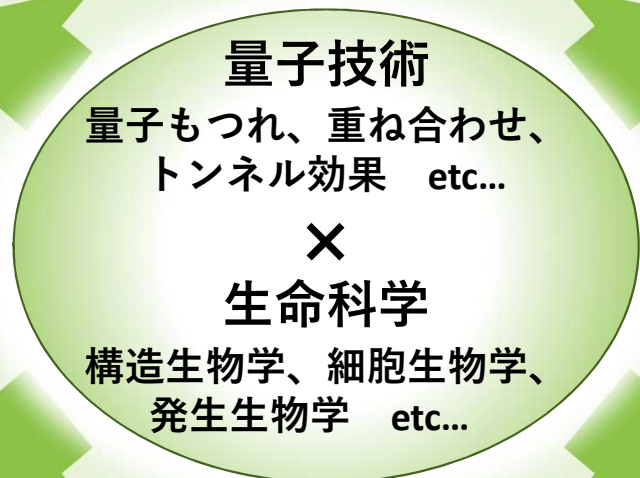 量子技術
量子もつれ、重ね合わせ、
トンネル効果　etc…
×
生命科学
構造生物学、細胞生物学、
発生生物学　etc…